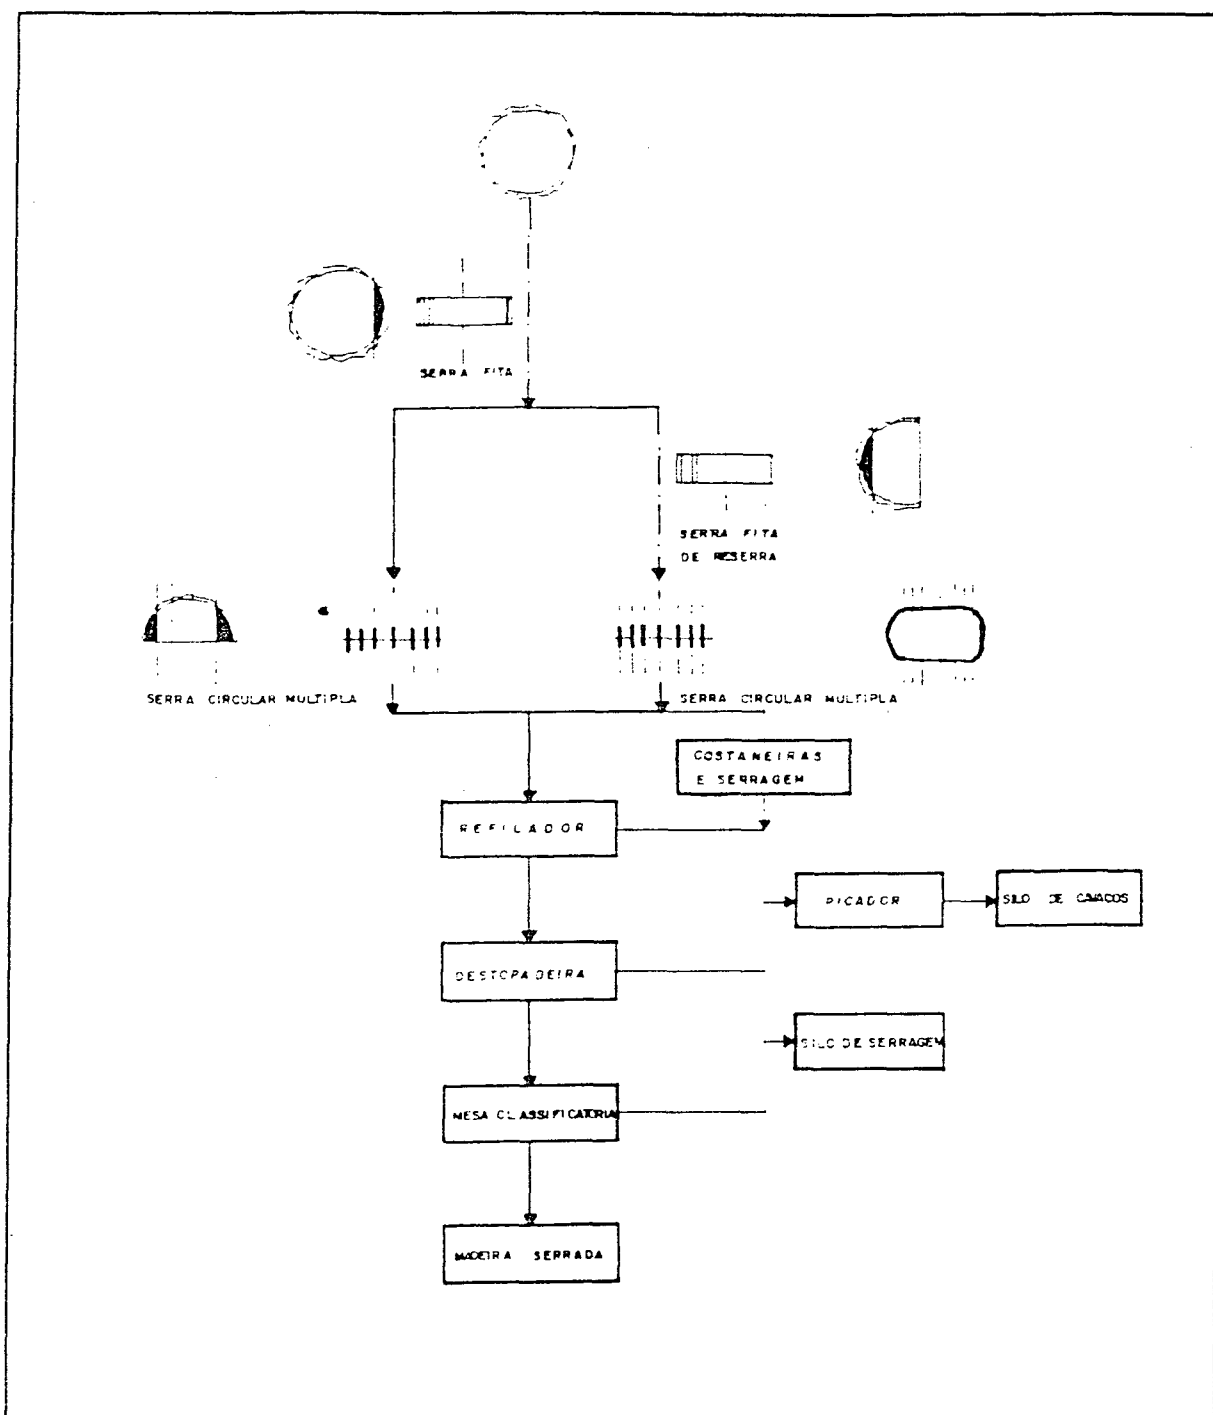 SERRA FITA
SERRA FITA
DE RESERRA
SERRA CIRCULAR MULTIPLA
SERRA CIRCULAR MULTIPLA
COSTANEIRAS
E SERRAGEM
REFILADOR
PICADOR
SILO DE CAVACOS
DESTOPADEIRA
SILO DE SERRAGEM
MESA CLASSIFICATORIA
MADEIRA SERRADA